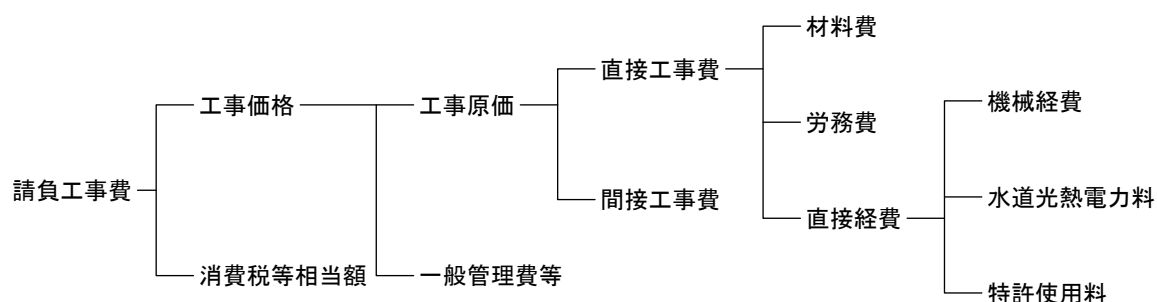 請負工事費
工事価格
消費税等相当額
工事原価
一般管理費等
直接工事費
間接工事費
材料費
労務費
直接経費
機械経費
水道光熱電力料
特許使用料